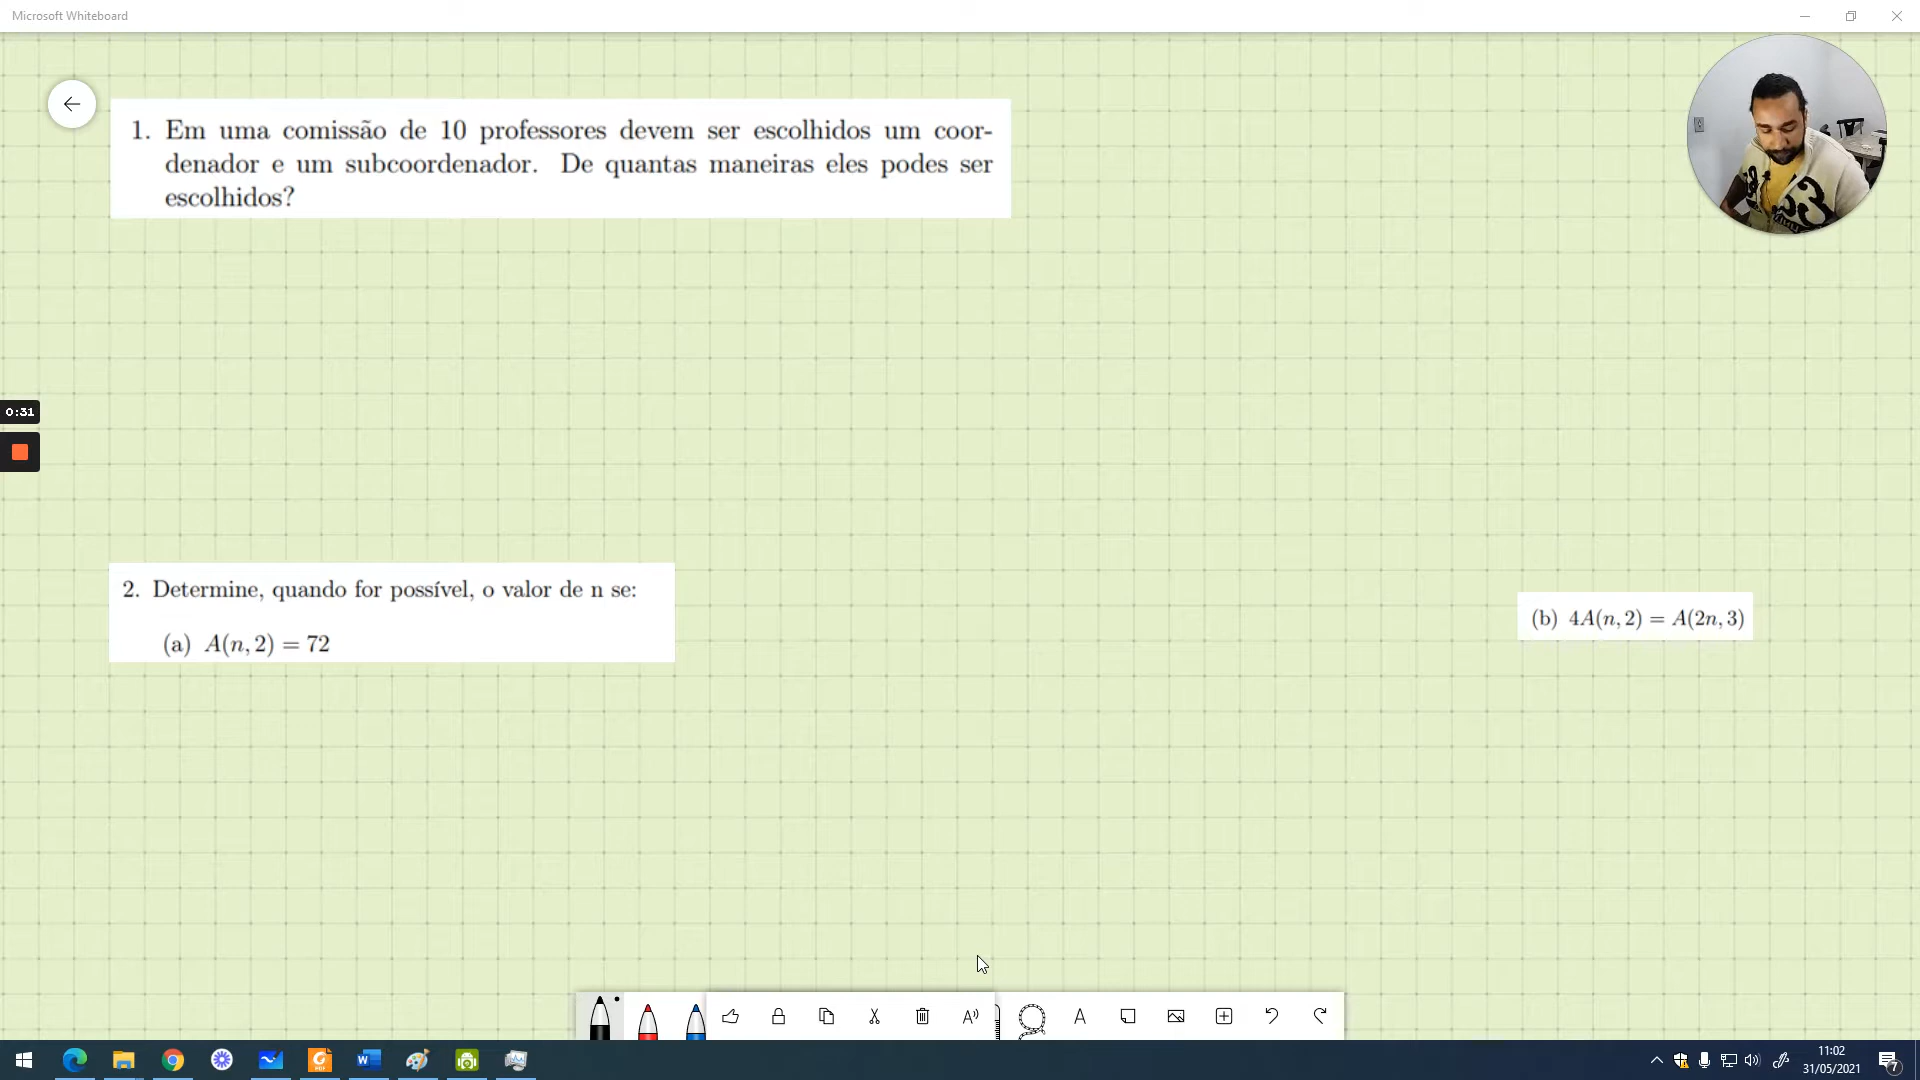 Microsoft Whiteboard
1. Em uma comissão de 10 professores devem ser escolhidos um coor-
denador e um subcoordenador. De quantas maneiras eles podes ser
escolhidos?
0:31
2. Determine, quando for possível, o valor de n se:
(a) A(n, 2) = 72
(b) 4A(n, 2) = A(2n, 3)
11:02
31/05/2021
7